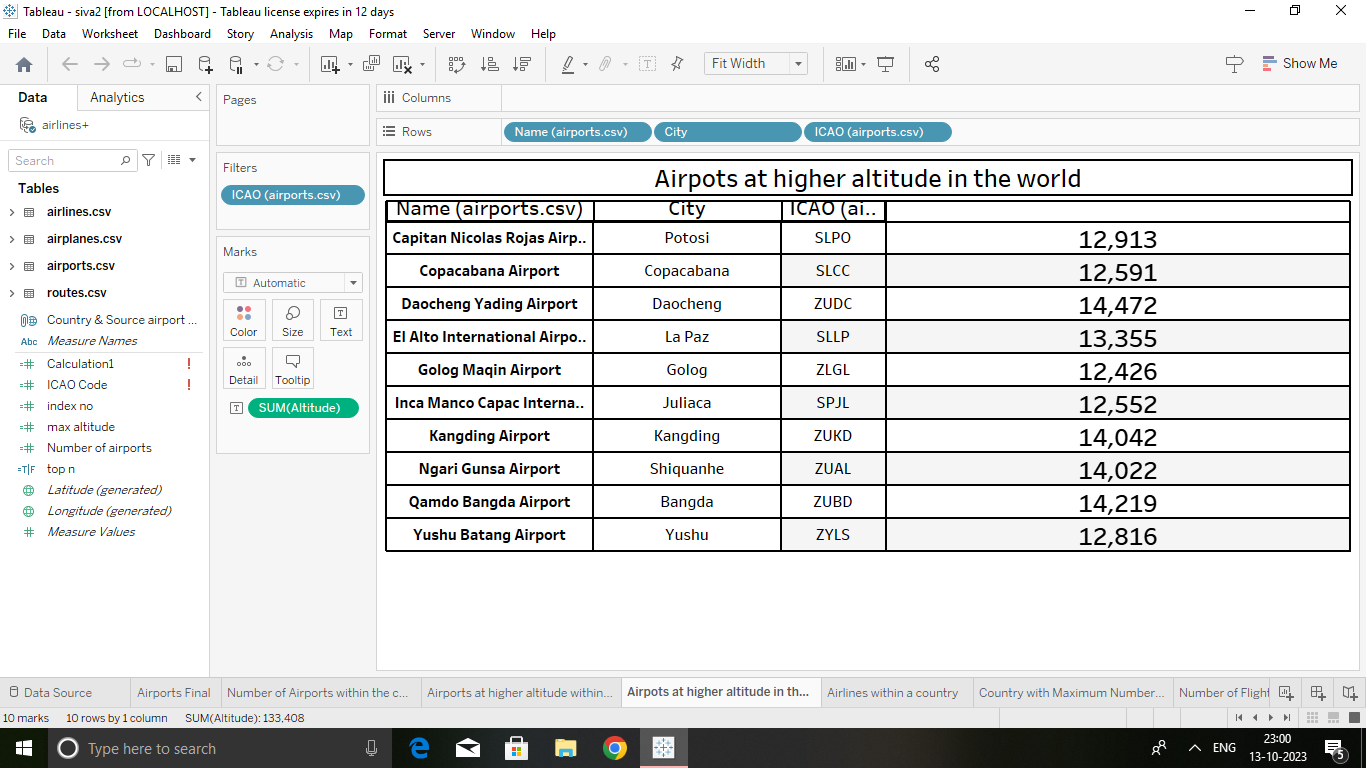 Tableau - siva2 [from LOCALHOST] - Tableau license expires in 12 days
File Data Worksheet Dashboard Story Analysis Map Format Server Window Help
Fit Width
Show Me
Data Analytics
airlines+
Search
Tables
airlines.csv
airplanes.csv
airports.csv
routes.csv
Country & Source airport ...
Abc Measure Names
Calculation1 !
ICAO Code !
index no
max altitude
Number of airports
T|F top n
Latitude (generated)
Longitude (generated)
Measure Values
Pages
Filters
ICAO (airports.csv)
Marks
Automatic
Color Size Text
Detail Tooltip
SUM(Altitude)
Columns
Rows Name (airports.csv) City ICAO (airports.csv)
Airpots at higher altitude in the world
Name (airports.csv) City ICAO (ai..
Capitan Nicolas Rojas Airp.. Potosi SLPO 12,913
Copacabana Airport Copacabana SLCC 12,591
Daocheng Yading Airport Daocheng ZUDC 14,472
El Alto International Airpo.. La Paz SLLP 13,355
Golog Maqin Airport Golog ZLGL 12,426
Inca Manco Capac Interna.. Juliaca SPJL 12,552
Kangding Airport Kangding ZUKD 14,042
Ngari Gunsa Airport Shiquanhe ZUAL 14,022
Qamdo Bangda Airport Bangda ZUBD 14,219
Yushu Batang Airport Yushu ZYLS 12,816
Data Source Airports Final Number of Airports within the c... Airports at higher altitude within... Airpots at higher altitude in th... Airlines within a country Country with Maximum Number... Number of Flight
10 marks 10 rows by 1 column SUM(Altitude): 133,408
Type here to search
ENG
23:00
13-10-2023
5